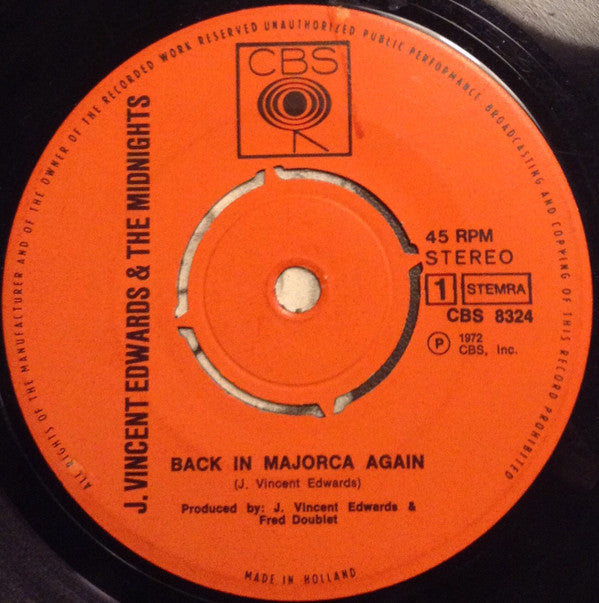 ALL RIGHTS OF THE MANUFACTURER AND OF THE OWNER OF THE RECORDED WORK RESERVED UNAUTHORIZED PUBLIC PERFORMANCE BROADCASTING AND COPYING OF THIS RECORD PROHIBITED
CBS
J. VINCENT EDWARDS & THE MIDNIGHTS
45 RPM
STEREO
1 STEMRA
CBS 8324
Ⓟ 1972
CBS, Inc.
BACK IN MAJORCA AGAIN
(J. Vincent Edwards)
Produced by: J. Vincent Edwards &
Fred Doublet
MADE IN HOLLAND